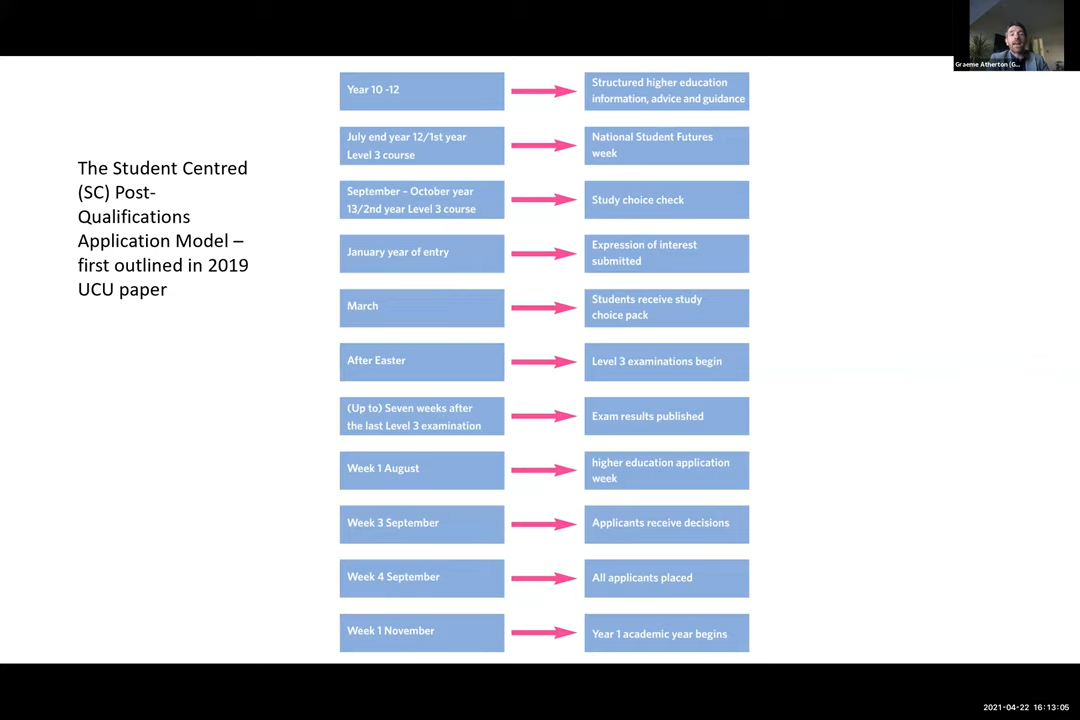 Graeme Atherton (G...
The Student Centred
(SC) Post-
Qualifications
Application Model –
first outlined in 2019
UCU paper
Year 10 -12
Structured higher education
information, advice and guidance
July end year 12/1st year
Level 3 course
National Student Futures
week
September – October year
13/2nd year Level 3 course
Study choice check
January year of entry
Expression of interest
submitted
March
Students receive study
choice pack
After Easter
Level 3 examinations begin
(Up to) Seven weeks after
the last Level 3 examination
Exam results published
Week 1 August
higher education application
week
Week 3 September
Applicants receive decisions
Week 4 September
All applicants placed
Week 1 November
Year 1 academic year begins
2021-04-22 16:13:05